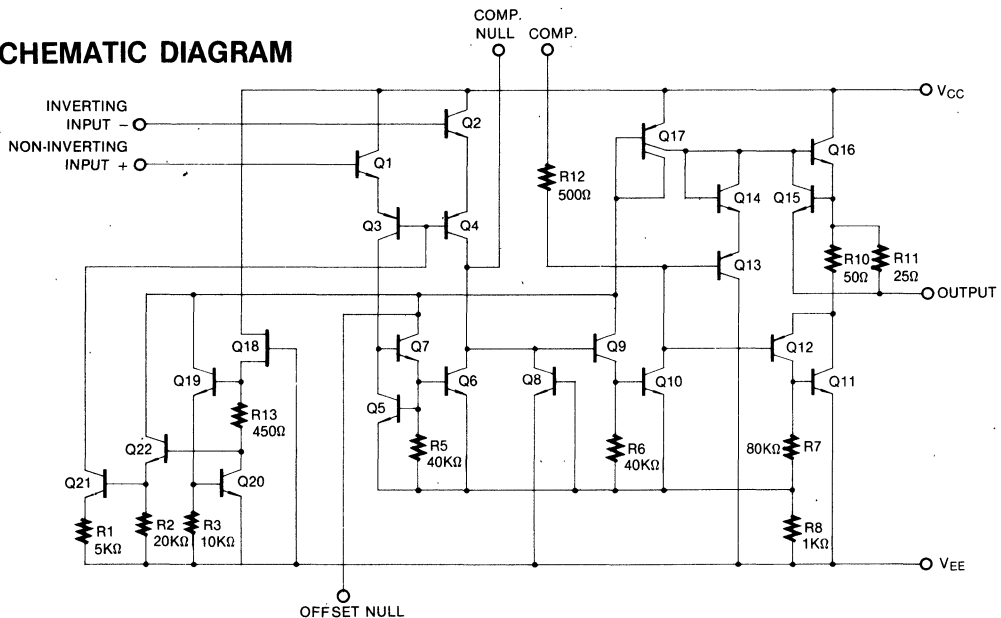 COMP.
NULL COMP.
CHEMATIC DIAGRAM
INVERTING
INPUT −
NON-INVERTING
INPUT +
VCC
Q2
Q17
Q1
Q16
R12
500Ω
Q14
Q15
Q3
Q4
Q13
R10
50Ω
R11
25Ω
OUTPUT
Q18
Q7
Q9
Q12
Q19
Q6
Q8
Q10
Q11
R13
450Ω
Q5
Q22
R5
40KΩ
R6
40KΩ
80KΩ
R7
Q21
Q20
R1
5KΩ
R2
20KΩ
R3
10KΩ
R8
1KΩ
VEE
OFFSET NULL